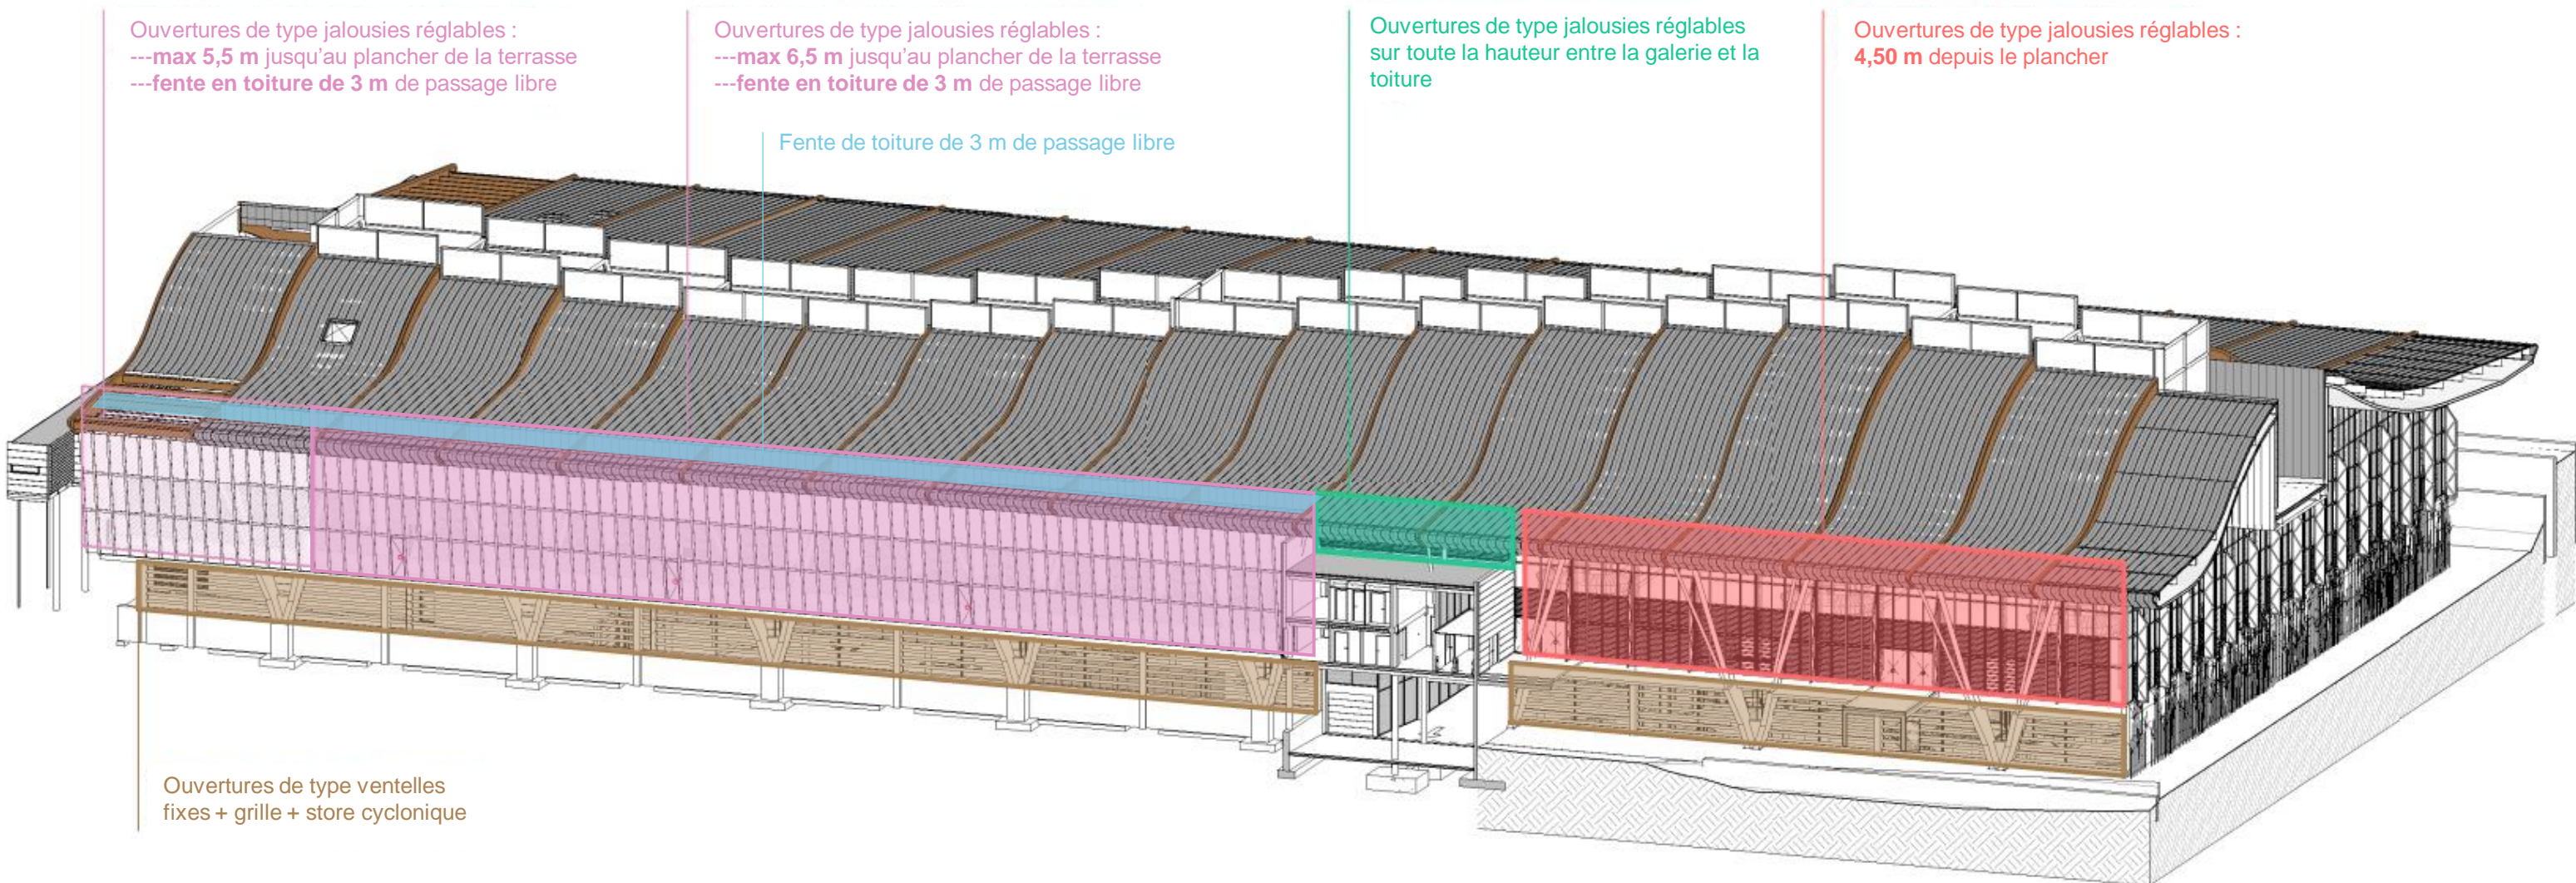 Ouvertures de type jalousies réglables :
---max 5,5 m jusqu'au plancher de la terrasse
---fente en toiture de 3 m de passage libre
Ouvertures de type jalousies réglables :
---max 6,5 m jusqu'au plancher de la terrasse
---fente en toiture de 3 m de passage libre
Ouvertures de type jalousies réglables
sur toute la hauteur entre la galerie et la
toiture
Ouvertures de type jalousies réglables :
4,50 m depuis le plancher
Fente de toiture de 3 m de passage libre
Ouvertures de type ventelles
fixes + grille + store cyclonique